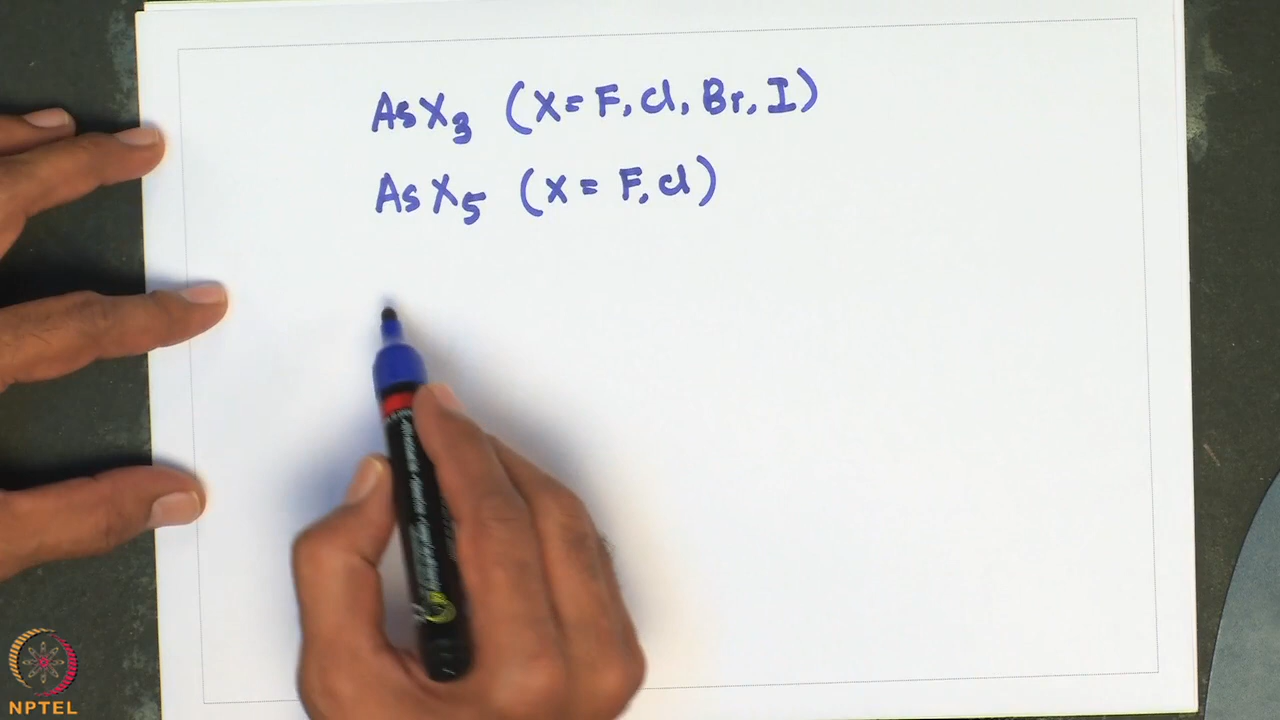 AsX₃ (X = F, Cl, Br, I)
AsX₅ (X = F, Cl)
NPTEL